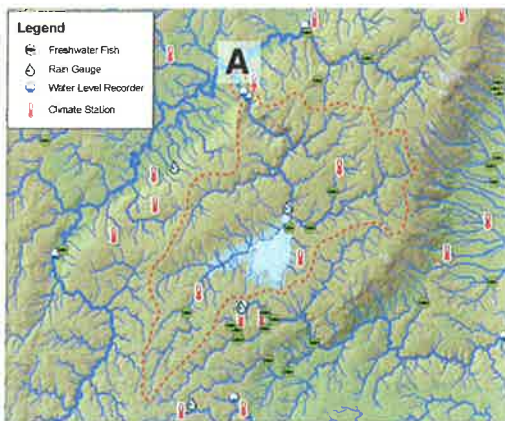 Legend
Freshwater Fish
Rain Gauge
Water Level Recorder
Climate Station
A